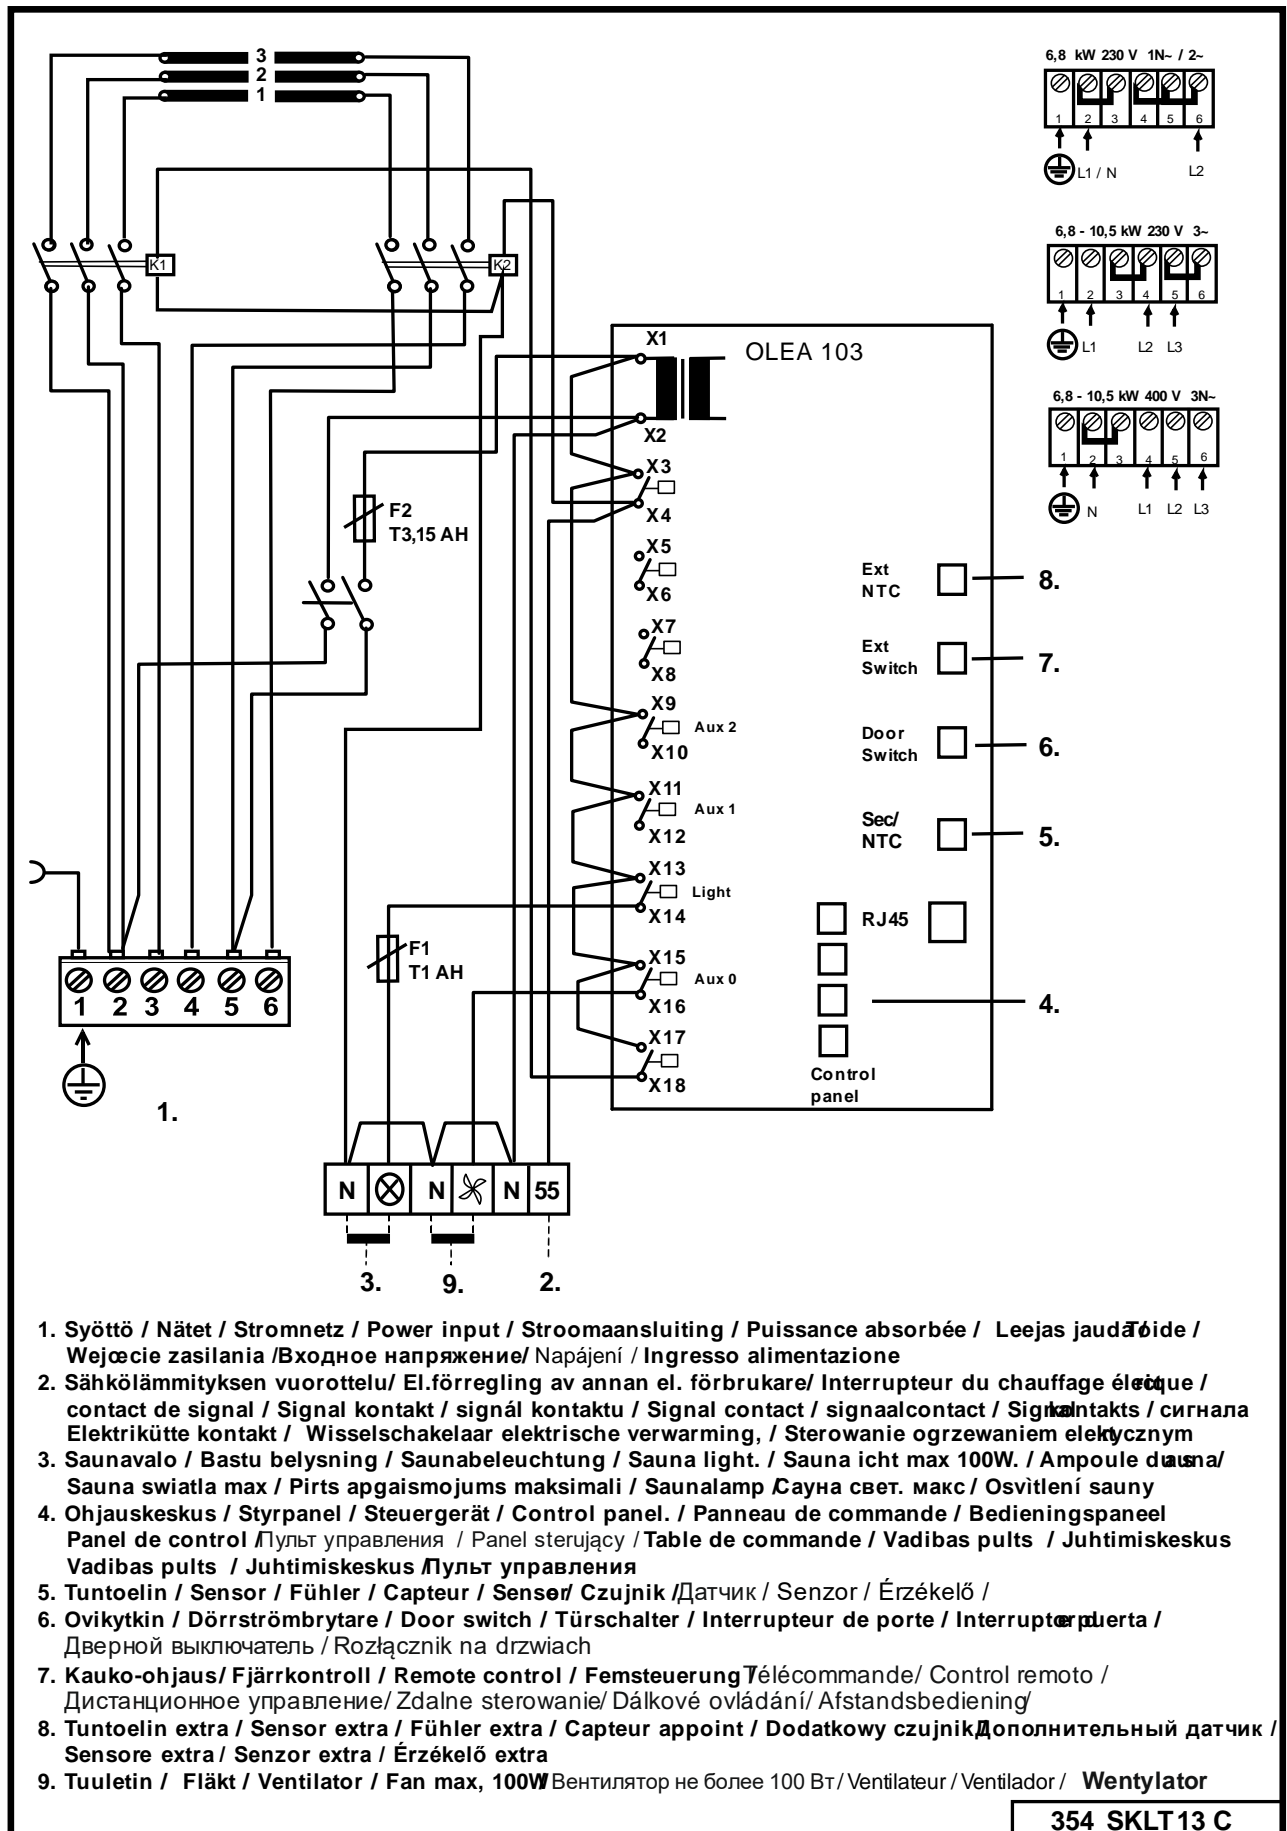 3
2
1
6,8 kW 230 V 1N~ / 2~
1 2 3 4 5 6
L1 / N L2
K1 K2
6,8 - 10,5 kW 230 V 3~
1 2 3 4 5 6
L1 L2 L3
X1
OLEA 103
X2
6,8 - 10,5 kW 400 V 3N~
1 2 3 4 5 6
N L1 L2 L3
X3
X4
F2
T3,15 AH
X5
X6
Ext
NTC
8.
X7
X8
Ext
Switch
7.
X9
Aux 2
X10
Door
Switch
6.
X11
Aux 1
X12
Sec/
NTC
5.
X13
Light
X14
RJ45
F1
T1 AH
X15
Aux 0
X16
4.
X17
X18
Control
panel
1 2 3 4 5 6
1.
N N N 55
3. 9. 2.
1. Syöttö / Nätet / Stromnetz / Power input / Stroomaansluiting / Puissance absorbée / Leejas jauda / Toide /
Wejœcie zasilania /Входное напряжение/ Napájení / Ingresso alimentazione
2. Sähkölämmityksen vuorottelu/ El.förregling av annan el. förbrukare/ Interrupteur du chauffage /
contact de signal / Signal kontakt / signál kontaktu / Signal contact / signaalcontact / / сигнала
Elektrikütte kontakt / Wisselschakelaar elektrische verwarming, / Sterowanie ogrzewaniem
3. Saunavalo / Bastu belysning / Saunabeleuchtung / Sauna light. / Sauna icht max 100W. / Ampoule /
Sauna swiatla max / Pirts apgaismojums maksimali / Saunalamp /Сауна свет. макс / Osvìtlení sauny
4. Ohjauskeskus / Styrpanel / Steuergerät / Control panel. / Panneau de commande / Bedieningspaneel
Panel de control /Пульт управления / Panel sterujący / Table de commande / Vadibas pults / Juhtimiskeskus
Vadibas pults / Juhtimiskeskus /Пульт управления
5. Tuntoelin / Sensor / Fühler / Capteur / / Czujnik /Датчик / Senzor / Érzékelő /
6. Ovikytkin / Dörrströmbrytare / Door switch / Türschalter / Interrupteur de porte / /
Дверной выключатель / Rozłącznik na drzwiach
7. Kauko-ohjaus/ Fjärrkontroll / Remote control / Femsteuerung Télécommande/ Control remoto /
Дистанционное управление/ Zdalne sterowanie/ Dálkové ovládání/ Afstandsbediening/
8. Tuntoelin extra / Sensor extra / Fühler extra / Capteur appoint / Dodatkowy czujnik Дополнительный датчик /
Sensore extra / Senzor extra / Érzékelő extra
9. Tuuletin / Fläkt / Ventilator / Fan max, 100W Вентилятор не более 100 Вт / Ventilateur / Ventilador / Wentylator
354 SKLT13 C